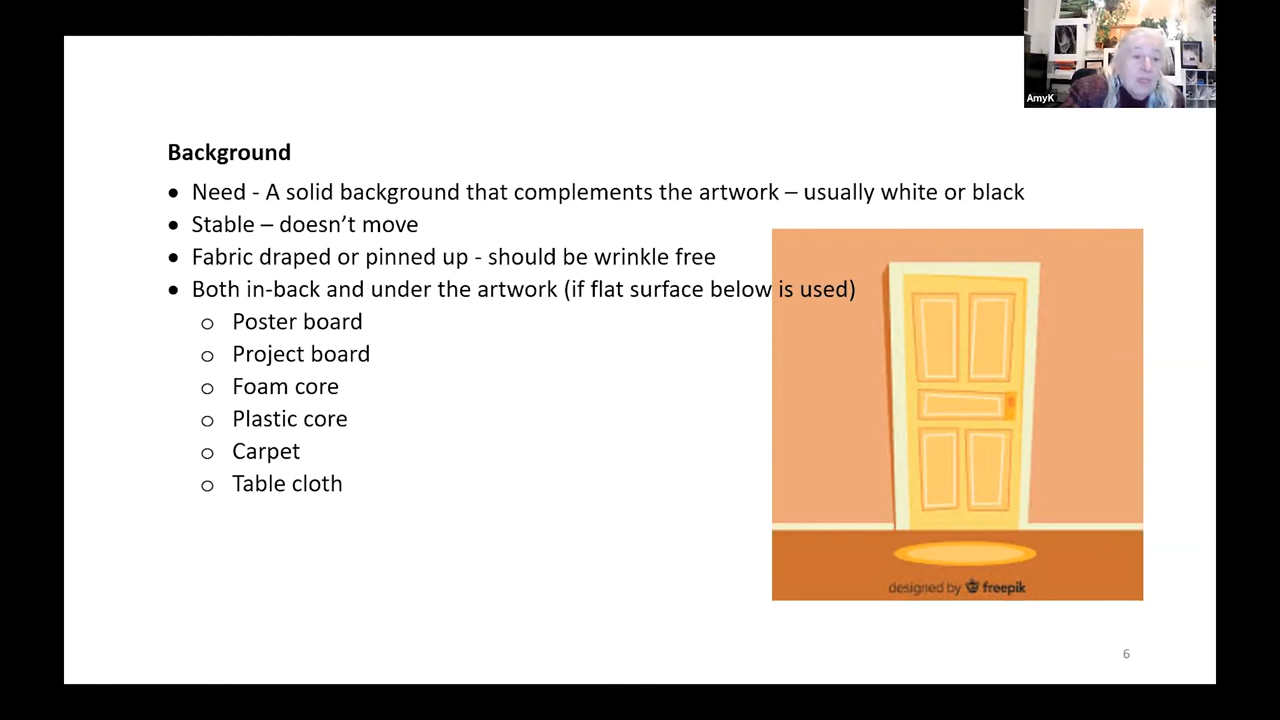 AmyK
Background
• Need - A solid background that complements the artwork – usually white or black
• Stable – doesn’t move
• Fabric draped or pinned up - should be wrinkle free
• Both in-back and under the artwork (if flat surface below is used)
o Poster board
o Project board
o Foam core
o Plastic core
o Carpet
o Table cloth
designed by freepik
6